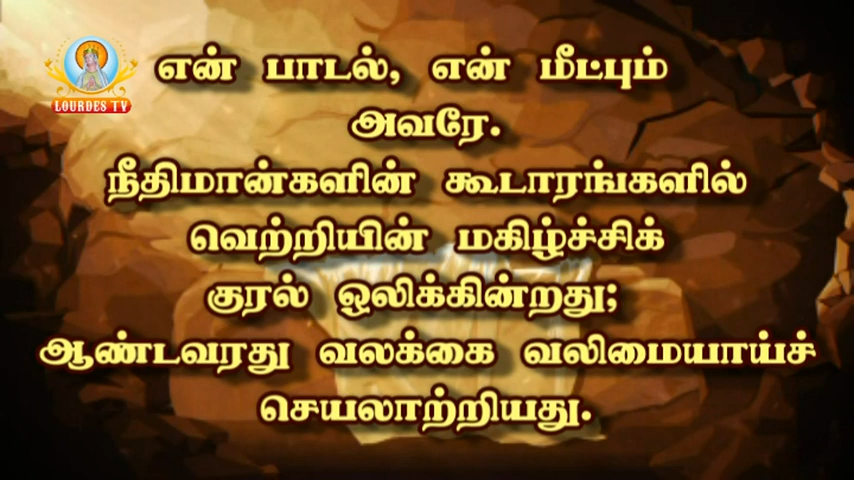 என் பாடல், என் மீட்பும்
அவரே.
நீதிமான்களின் கூடாரங்களில்
வெற்றியின் மகிழ்ச்சிக்
குரல் ஒலிக்கின்றது;
ஆண்டவரது வலக்கை வலிமையாய்ச்
செயலாற்றியது.
LOURDES TV